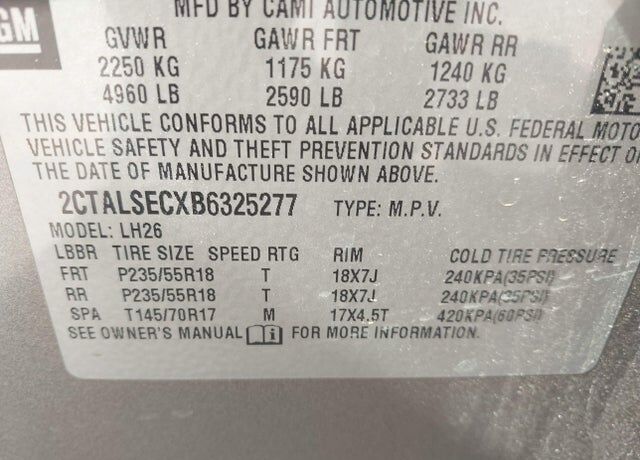 GM
MFD BY CAMI AUTOMOTIVE INC.
GVWR GAWR FRT GAWR RR
2250 KG 1175 KG 1240 KG
4960 LB 2590 LB 2733 LB
THIS VEHICLE CONFORMS TO ALL APPLICABLE U.S. FEDERAL MOTO
VEHICLE SAFETY AND THEFT PREVENTION STANDARDS IN EFFECT O
THE DATE OF MANUFACTURE SHOWN ABOVE.
2CTALSECXB6325277 TYPE: M.P.V.
MODEL: LH26
LBBR TIRE SIZE SPEED RTG RIM COLD TIRE PRESSURE
FRT P235/55R18 T 18X7J 240KPA(35PSI)
RR P235/55R18 T 18X7J 240KPA(35PSI)
SPA T145/70R17 M 17X4.5T 420KPA(60PSI)
SEE OWNER'S MANUAL FOR MORE INFORMATION.